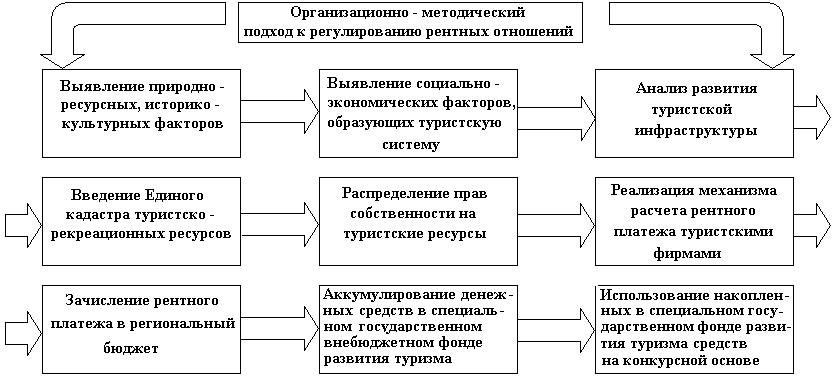 Организационно - методический
подход к регулированию рентных отношений
Выявление природно -
ресурсных, историко -
культурных факторов
Выявление социально -
экономических факторов,
образующих туристскую
систему
Анализ развития
туристской
инфраструктуры
Введение Единого
кадастра туристско -
рекреационных ресурсов
Распределение прав
собственности на
туристские ресурсы
Реализация механизма
расчета рентного
платежа туристскими
фирмами
Зачисление рентного
платежа в региональный
бюджет
Аккумулирование денеж-
ных средств в специаль-
ном государственном
внебюджетном фонде
развития туризма
Использование накоплен-
ных в специальном госу-
дарственном фонде разви-
тия туризма средств
на конкурсной основе